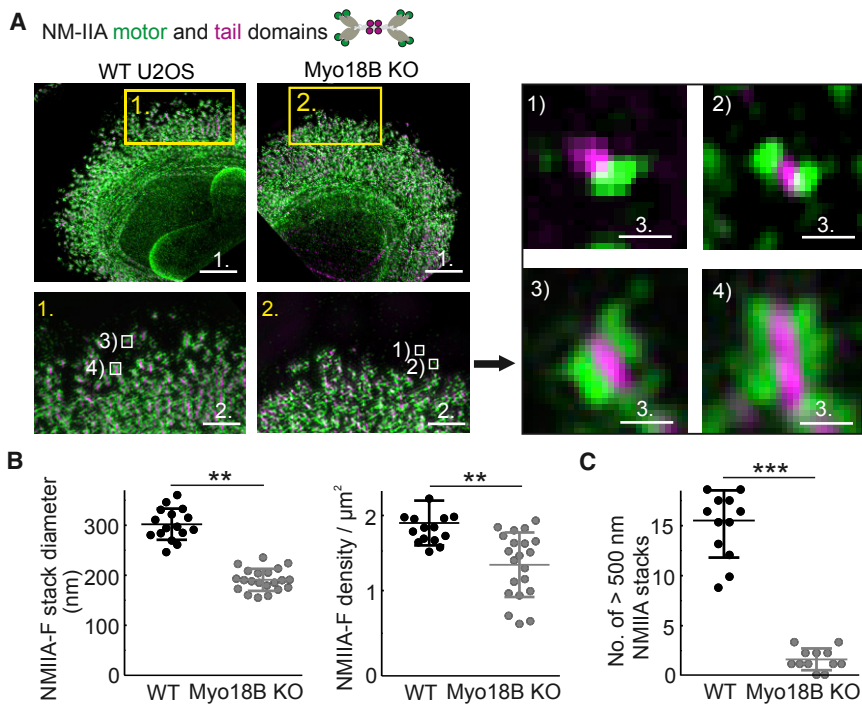 A NM-IIA motor and tail domains
WT U2OS Myo18B KO
1. 2. 1) 2)
1. 1. 3. 3.
1. 2. 3) 4)
3) 1)
4) 2)
2. 2. 3. 3.
B C
NMIIA-F stack diameter
(nm)
300
200
100
0
**
WT Myo18B KO
NMIIA-F density / µm²
2
1
0
**
WT Myo18B KO
No. of > 500 nm
NMIIA stacks
15
10
5
0
***
WT Myo18B KO